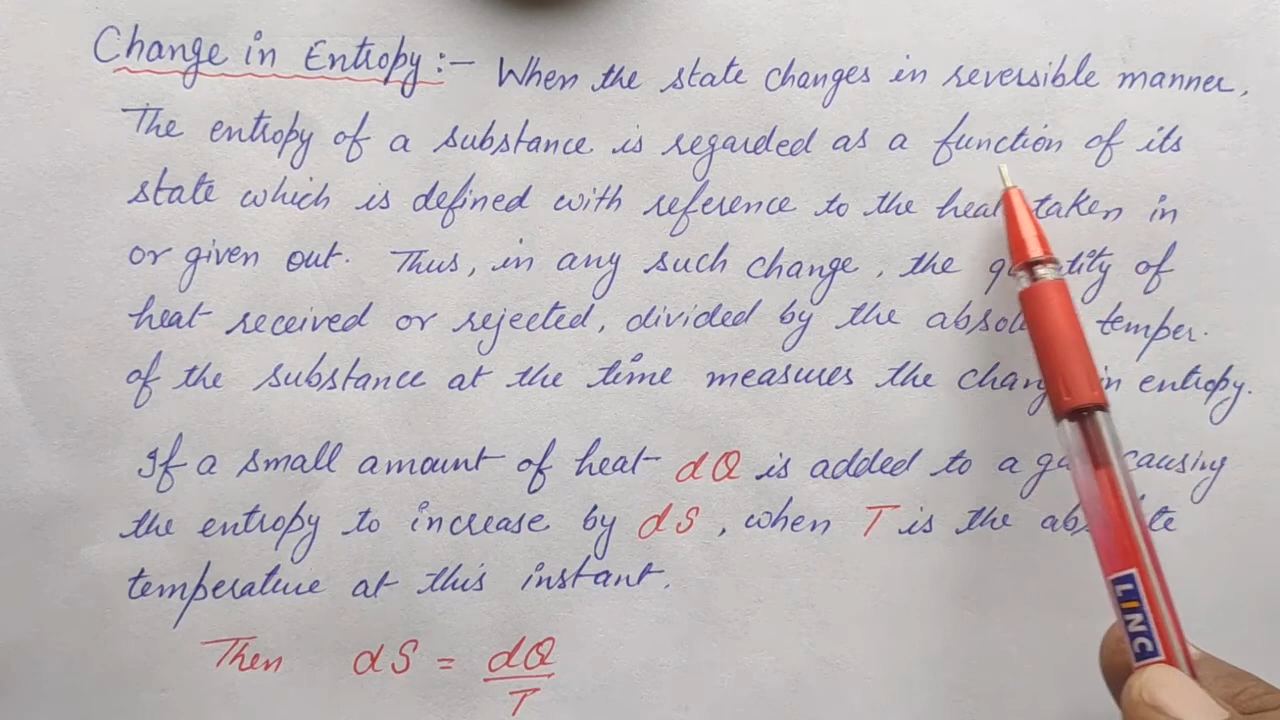 Change in Entropy :- When the state changes in reversible manner,
The entropy of a substance is regarded as a function of its
state which is defined with reference to the heat taken in
or given out. Thus, in any such change, the quantity of
heat received or rejected, divided by the absolute temper.
of the substance at the time measures the change in entropy.
If a small amount of heat dQ is added to a gas causing
the entropy to increase by dS, when T is the absolute
temperature at this instant.
Then dS = dQ/T
LINC